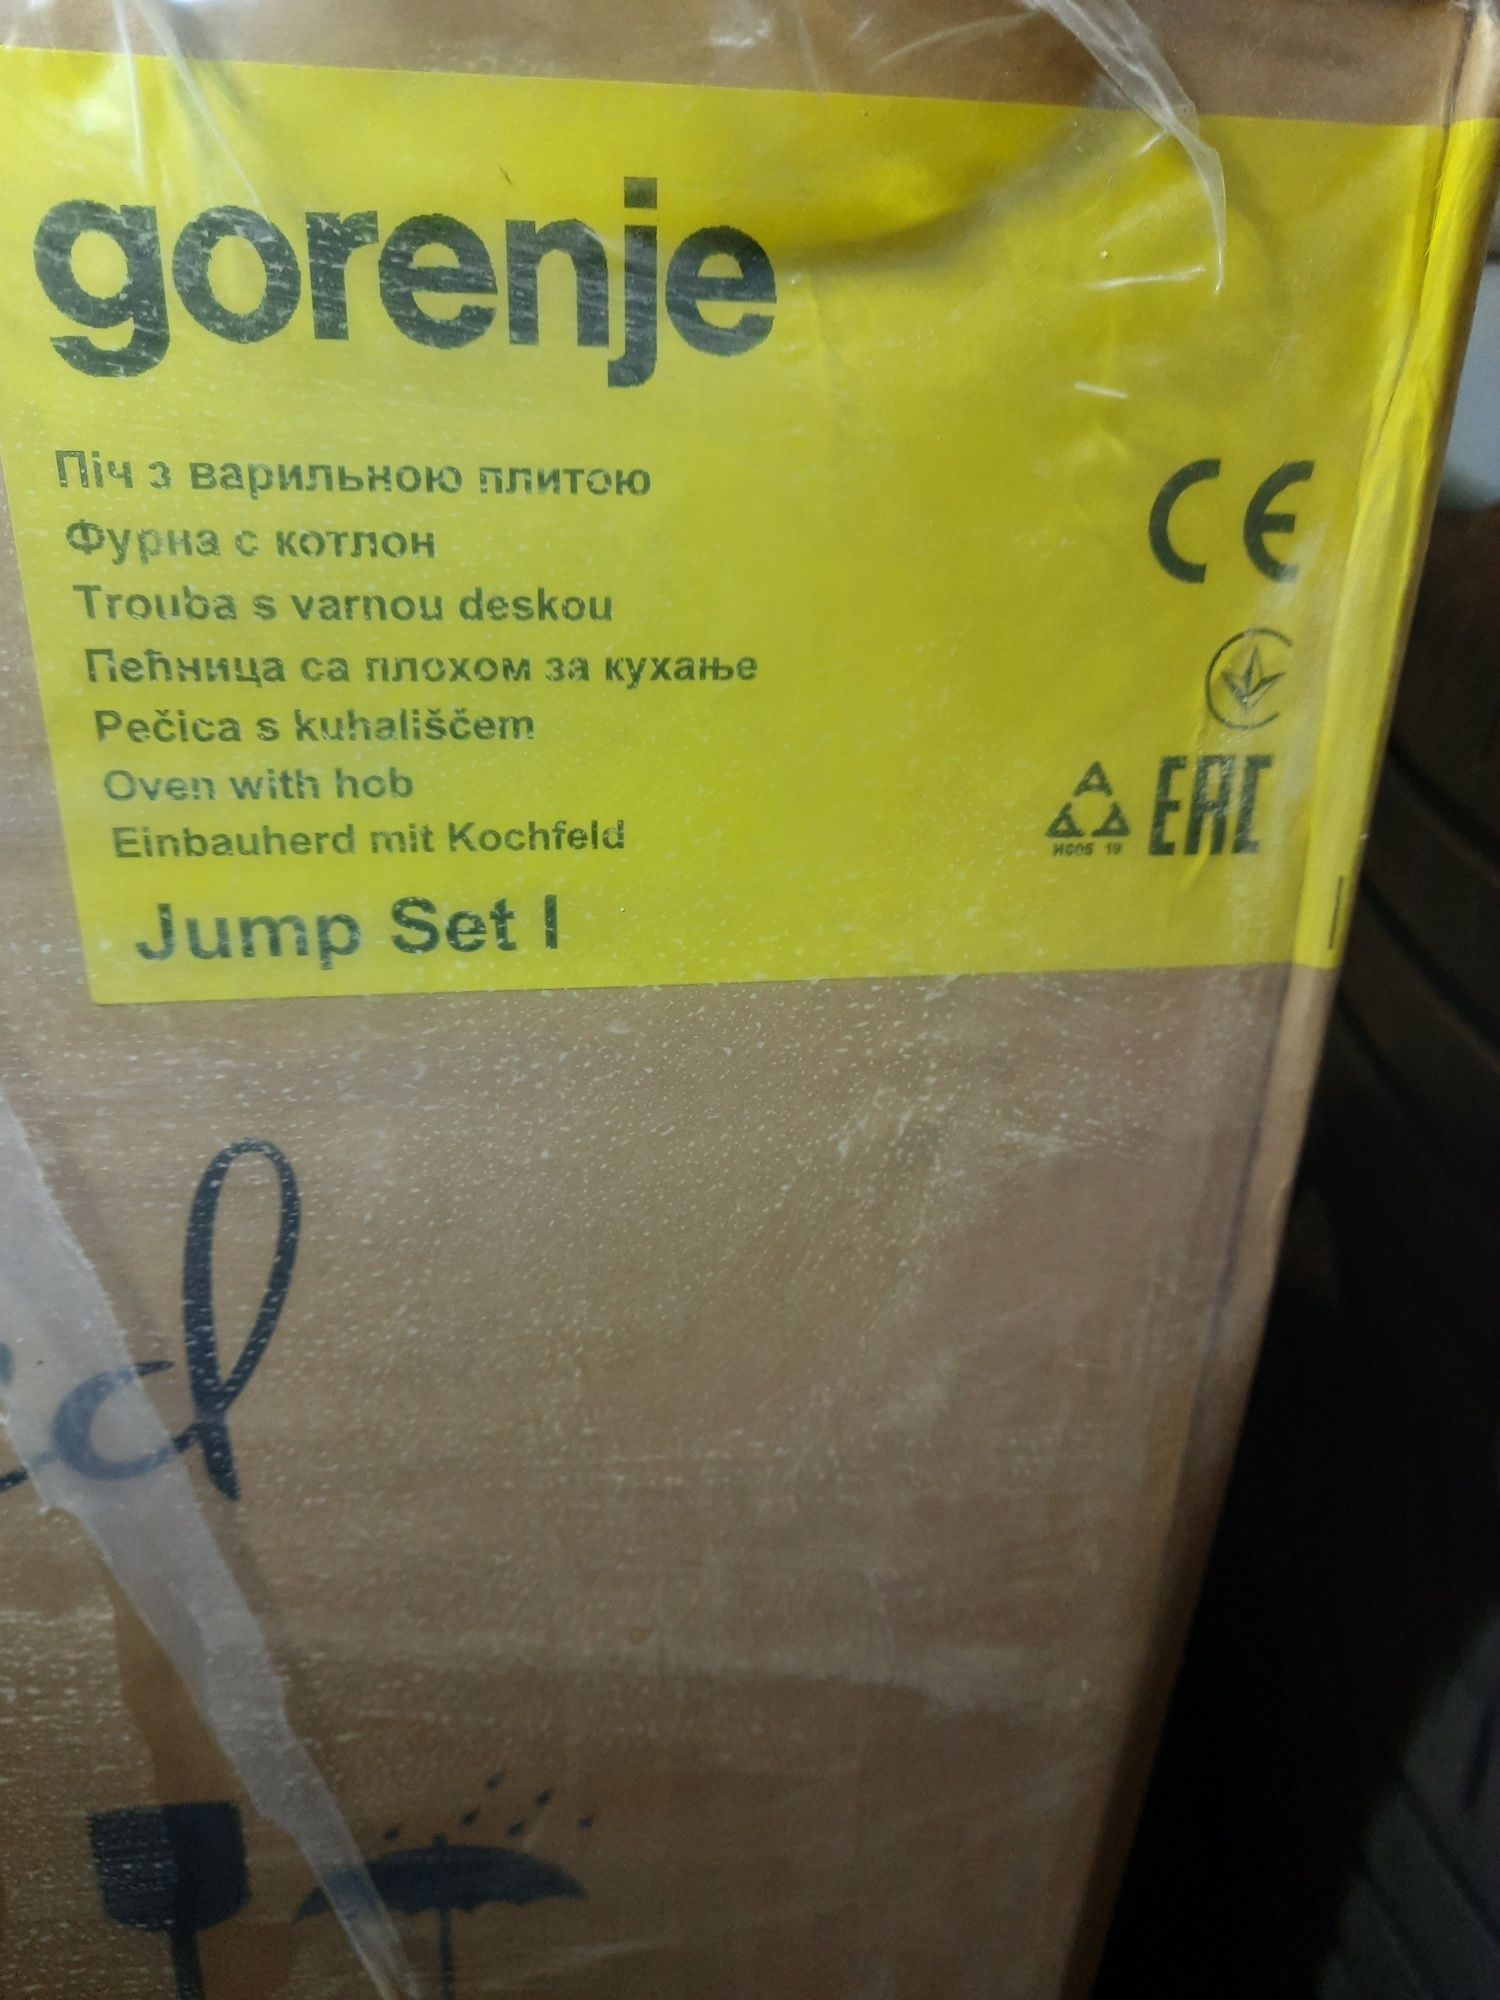 gorenje
Піч з варильною плитою
Фурна с котлон
Trouba s varnou deskou
Пећница са плохом за кухање
Pečica s kuhališčem
Oven with hob
Einbauherd mit Kochfeld
CE
EAC
Jump Set I